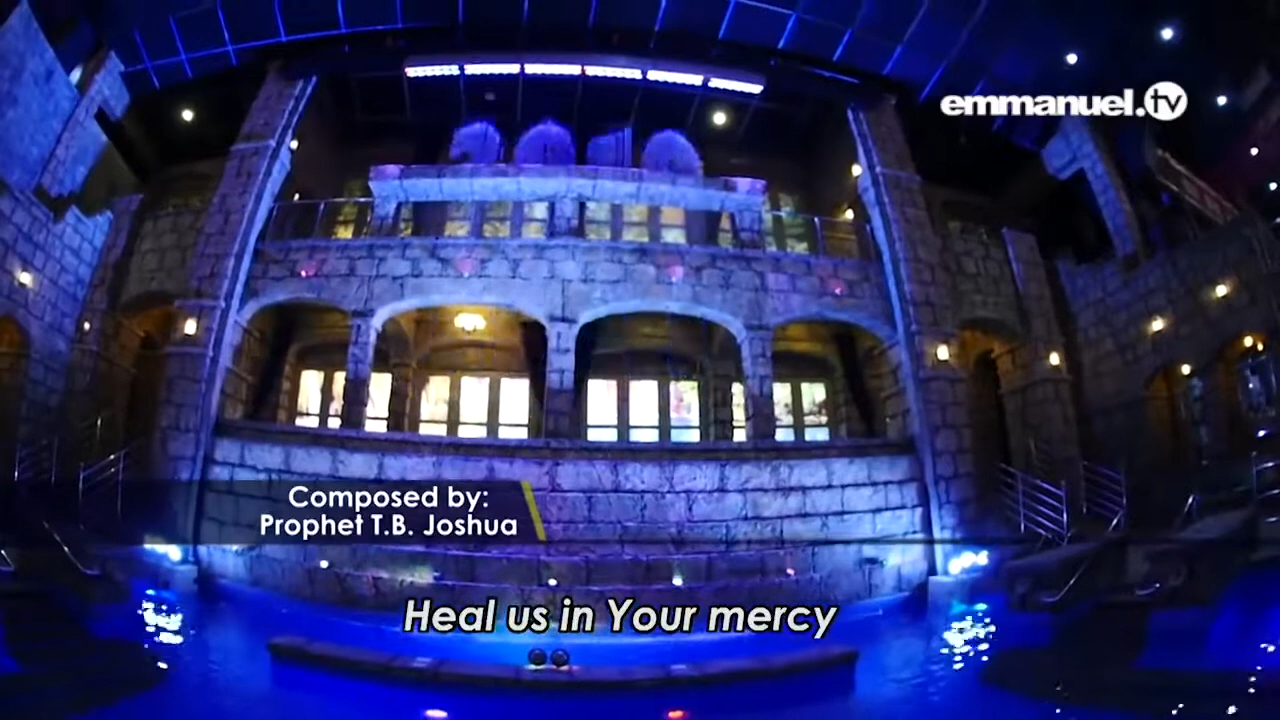 emmanuel.tv
Composed by:
Prophet T.B. Joshua
Heal us in Your mercy